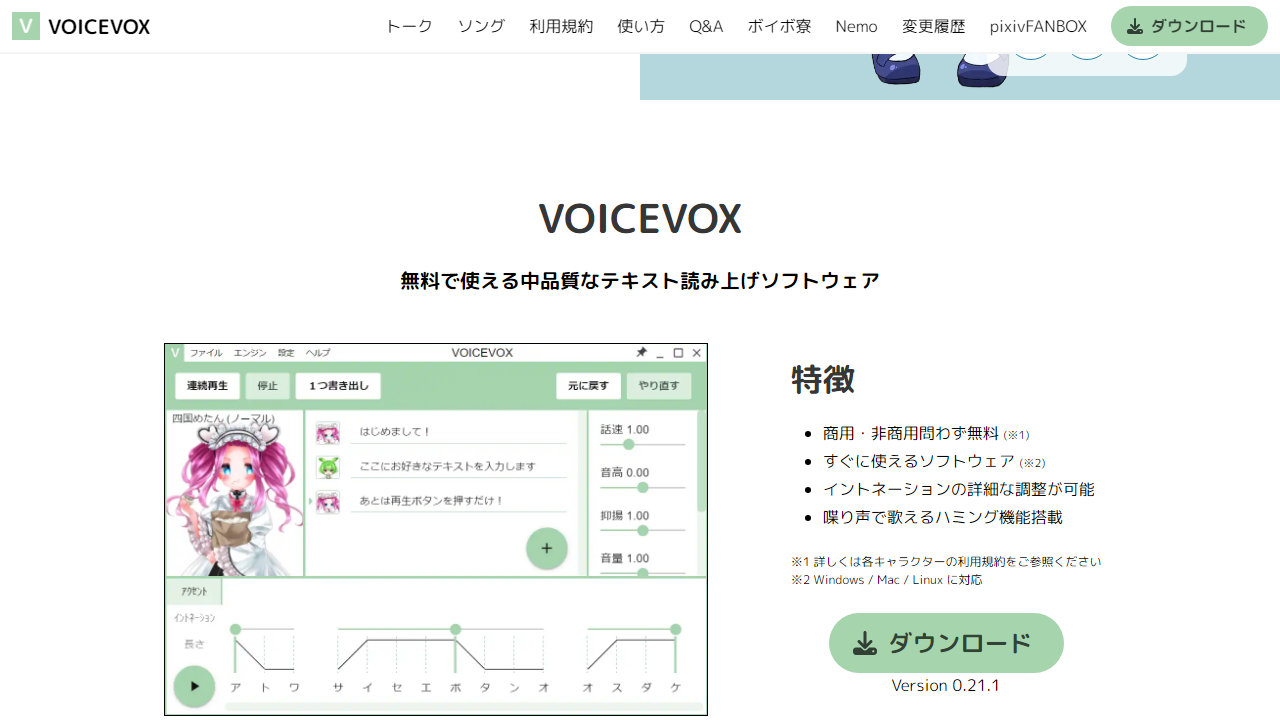 V VOICEVOX トーク ソング 利用規約 使い方 Q&A ボイボ寮 Nemo 変更履歴 pixivFANBOX ダウンロード
VOICEVOX
無料で使える中品質なテキスト読み上げソフトウェア
V ファイル エンジン 設定 ヘルプ VOICEVOX
連続再生 停止 1つ書き出し 元に戻す やり直す
四国めたん (ノーマル)
はじめまして！
ここにお好きなテキストを入力します
あとは再生ボタンを押すだけ！
話速 1.00
音高 0.00
抑揚 1.00
音量 1.00
アクセント
イントネーション
長さ
ア ト ワ サ イ セ エ ボ タ ン オ オ ス ダ ケ
特徴
• 商用・非商用問わず無料 (※1)
• すぐに使えるソフトウェア (※2)
• イントネーションの詳細な調整が可能
• 喋り声で歌えるハミング機能搭載
※1 詳しくは各キャラクターの利用規約をご参照ください
※2 Windows / Mac / Linux に対応
ダウンロード
Version 0.21.1